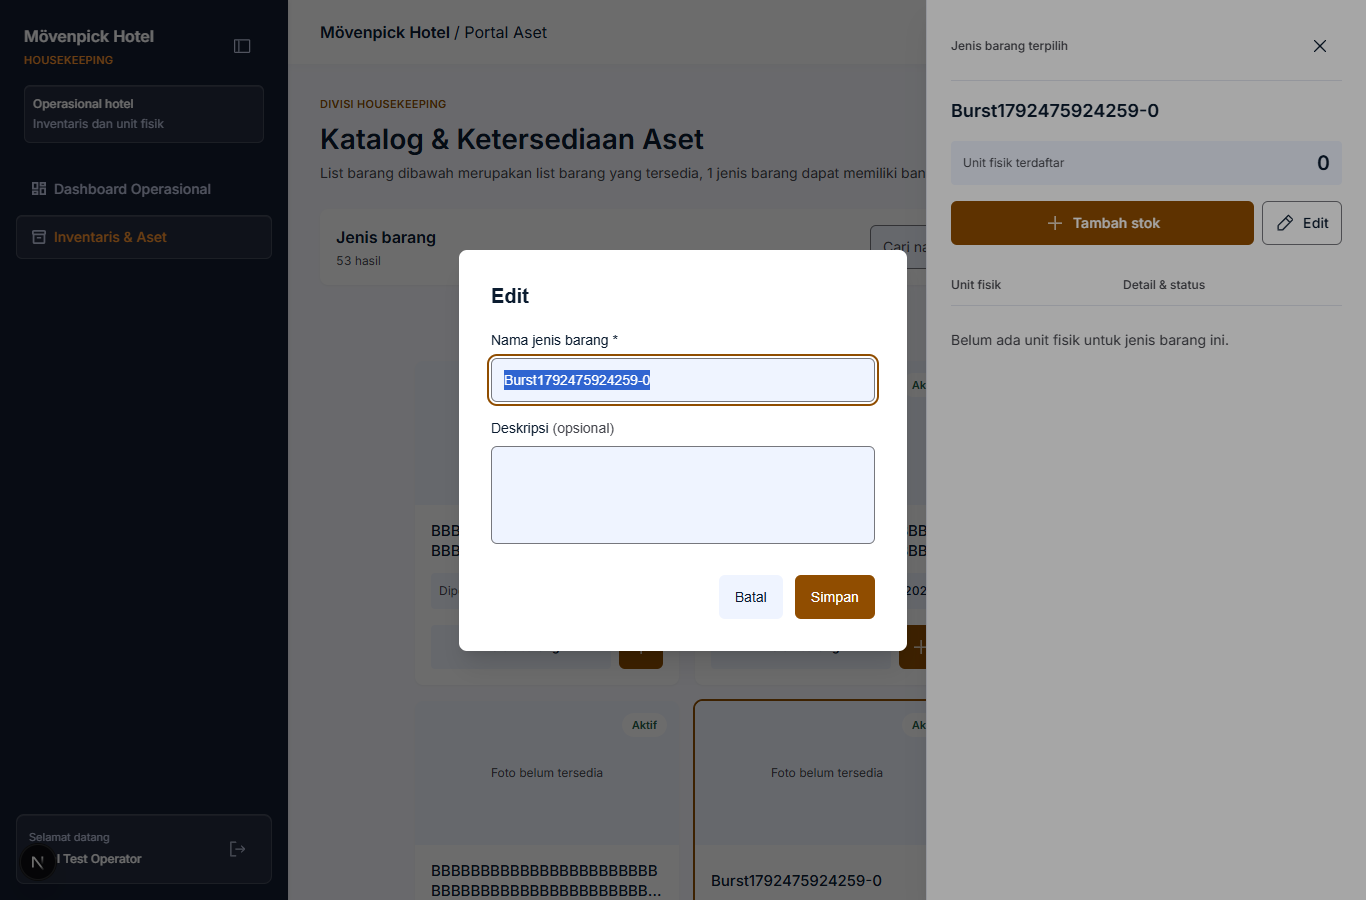 Mövenpick Hotel
HOUSEKEEPING
Operasional hotel
Inventaris dan unit fisik
Dashboard Operasional
Inventaris & Aset
Selamat datang
l Test Operator
N
Mövenpick Hotel / Portal Aset
DIVISI HOUSEKEEPING
Katalog & Ketersediaan Aset
List barang dibawah merupakan list barang yang tersedia, 1 jenis barang dapat memiliki ban
Jenis barang
53 hasil
Cari na
Edit
Nama jenis barang *
Burst1792475924259-0
Deskripsi (opsional)
Batal
Simpan
Aktif
Foto belum tersedia
Foto belum tersedia
BBBBBBBBBBBBBBBBBBBBBBB
BBBBBBBBBBBBBBBBBBBBBB...
Burst1792475924259-0
Jenis barang terpilih
Burst1792475924259-0
Unit fisik terdaftar
0
Tambah stok
Edit
Unit fisik
Detail & status
Belum ada unit fisik untuk jenis barang ini.